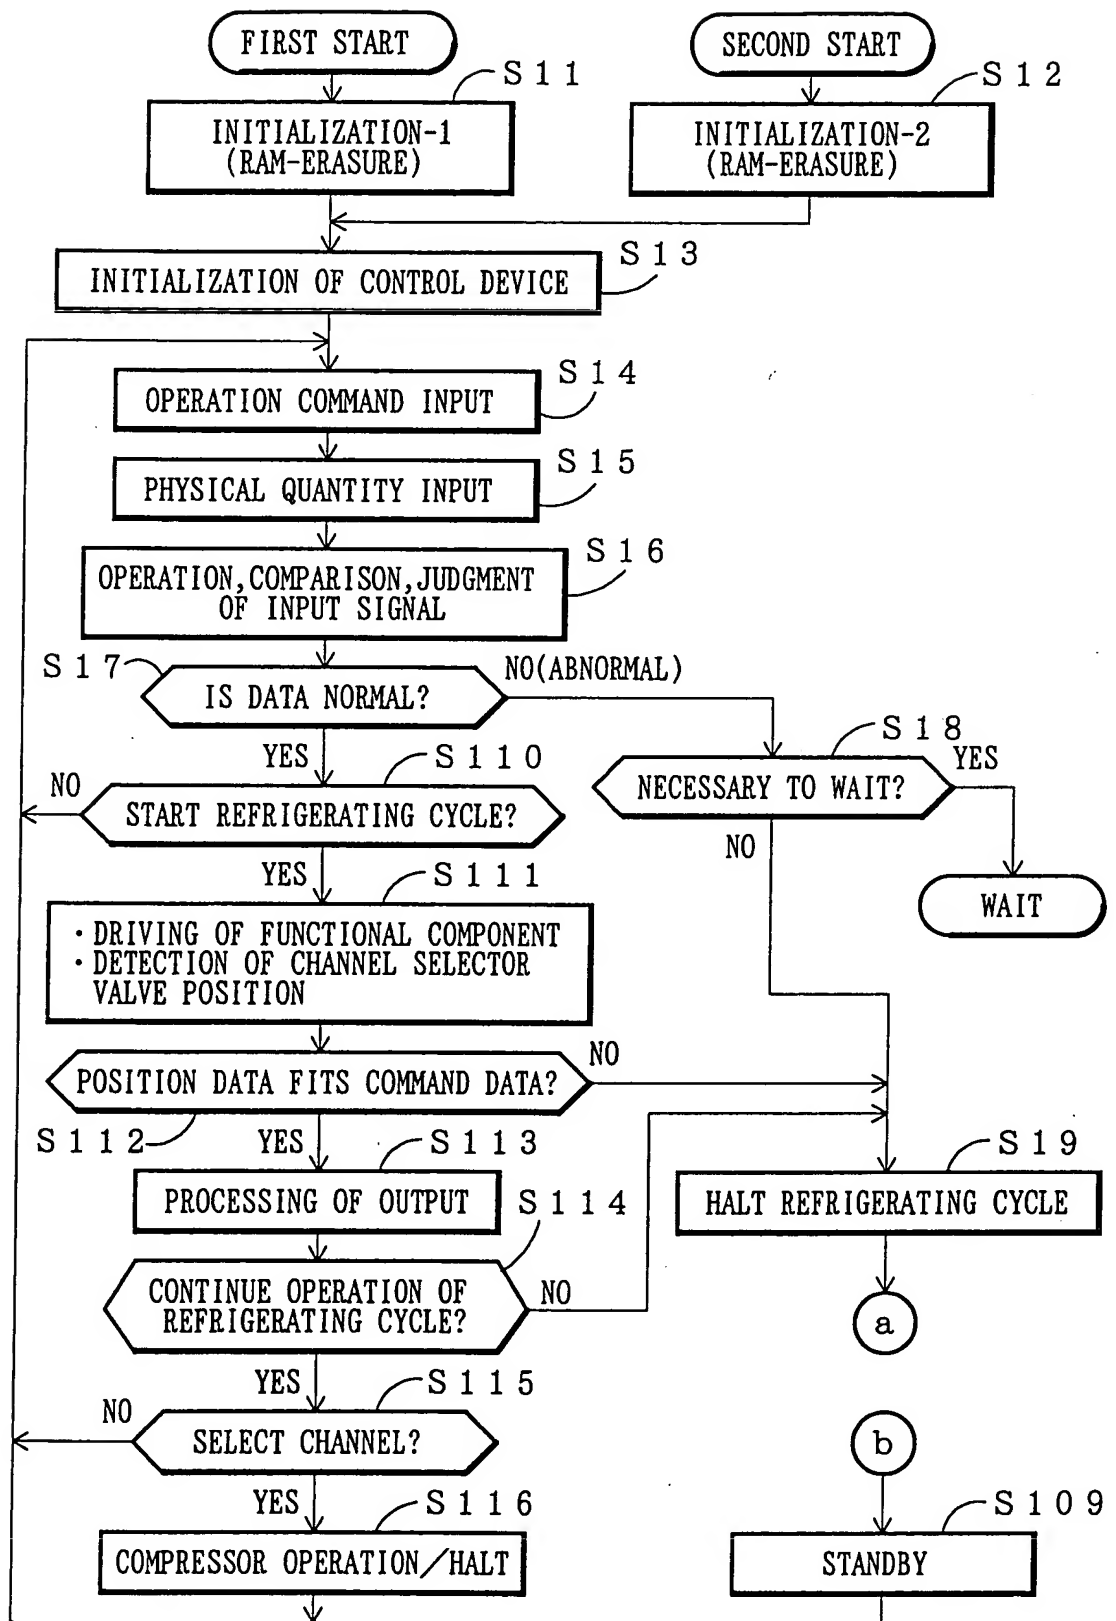 FIRST START
SECOND START
S11
S12
INITIALIZATION-1
(RAM-ERASURE)
INITIALIZATION-2
(RAM-ERASURE)
S13
INITIALIZATION OF CONTROL DEVICE
S14
OPERATION COMMAND INPUT
S15
PHYSICAL QUANTITY INPUT
S16
OPERATION,COMPARISON,JUDGMENT
OF INPUT SIGNAL
S17
NO(ABNORMAL)
IS DATA NORMAL?
S18
YES
S110
YES
NO
NECESSARY TO WAIT?
START REFRIGERATING CYCLE?
NO
YES
S111
WAIT
・DRIVING OF FUNCTIONAL COMPONENT
・DETECTION OF CHANNEL SELECTOR
VALVE POSITION
NO
POSITION DATA FITS COMMAND DATA?
S112
YES
S113
S19
PROCESSING OF OUTPUT
S114
HALT REFRIGERATING CYCLE
CONTINUE OPERATION OF
REFRIGERATING CYCLE?
NO
a
YES
S115
NO
SELECT CHANNEL?
b
YES
S116
S109
COMPRESSOR OPERATION/HALT
STANDBY